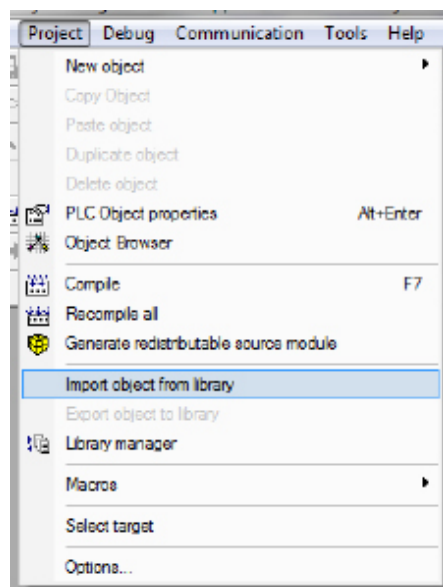 Project Debug Communication Tools Help
New object
Copy Object
Paste object
Duplicate object
Delete object
PLC Object properties Alt+Enter
Object Browser
Compile F7
Recompile all
Generate redistributable source module
Import object from library
Export object to library
Library manager
Macros
Select target
Options...